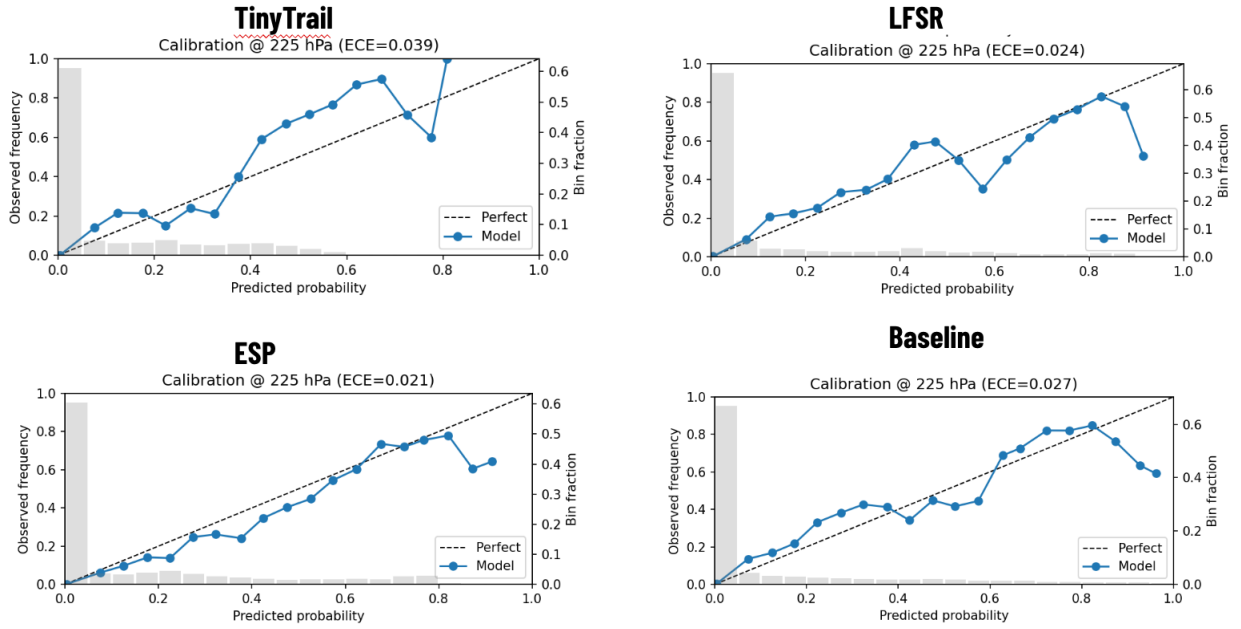 TinyTrail
Calibration @ 225 hPa (ECE=0.039)
1.0
0.8
0.6
0.4
0.2
0.0
Observed frequency
0.6
0.5
0.4
0.3
0.2
0.1
0.0
Bin fraction
Perfect
Model
0.0 0.2 0.4 0.6 0.8 1.0
Predicted probability
LFSR
Calibration @ 225 hPa (ECE=0.024)
1.0
0.8
0.6
0.4
0.2
0.0
Observed frequency
0.6
0.5
0.4
0.3
0.2
0.1
0.0
Bin fraction
Perfect
Model
0.0 0.2 0.4 0.6 0.8 1.0
Predicted probability
ESP
Calibration @ 225 hPa (ECE=0.021)
1.0
0.8
0.6
0.4
0.2
0.0
Observed frequency
0.6
0.5
0.4
0.3
0.2
0.1
0.0
Bin fraction
Perfect
Model
0.0 0.2 0.4 0.6 0.8 1.0
Predicted probability
Baseline
Calibration @ 225 hPa (ECE=0.027)
1.0
0.8
0.6
0.4
0.2
0.0
Observed frequency
0.6
0.4
0.2
0.0
Bin fraction
Perfect
Model
0.0 0.2 0.4 0.6 0.8 1.0
Predicted probability